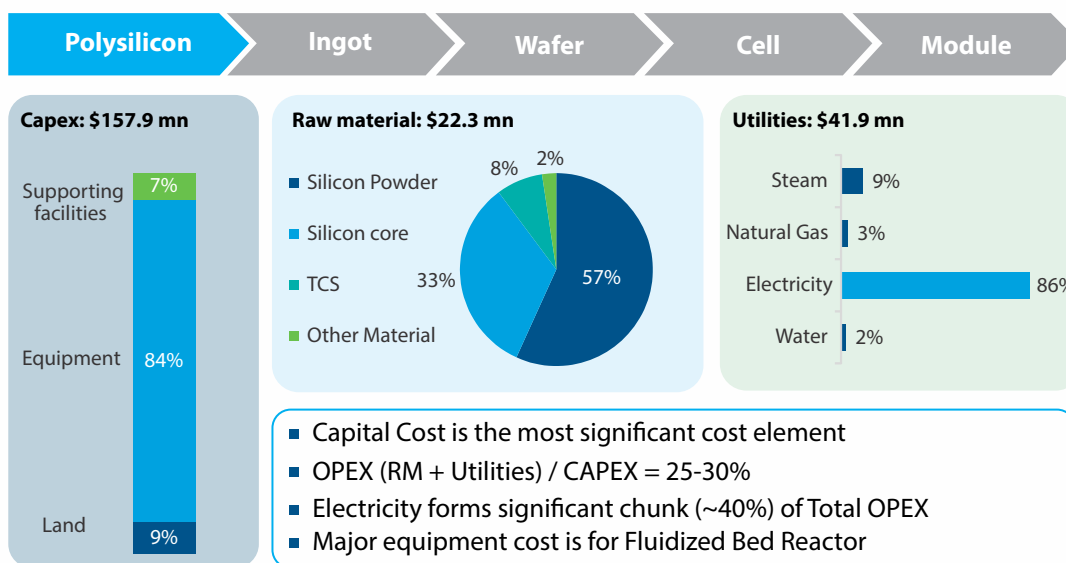 Polysilicon
Ingot
Wafer
Cell
Module
Capex: $157.9 mn
Supporting
facilities
7%
Equipment
84%
Land
9%
Raw material: $22.3 mn
Silicon Powder
Silicon core
TCS
Other Material
2%
8%
33%
57%
Utilities: $41.9 mn
Steam
9%
Natural Gas
3%
Electricity
86%
Water
2%
Capital Cost is the most significant cost element
OPEX (RM + Utilities) / CAPEX = 25-30%
Electricity forms significant chunk (~40%) of Total OPEX
Major equipment cost is for Fluidized Bed Reactor